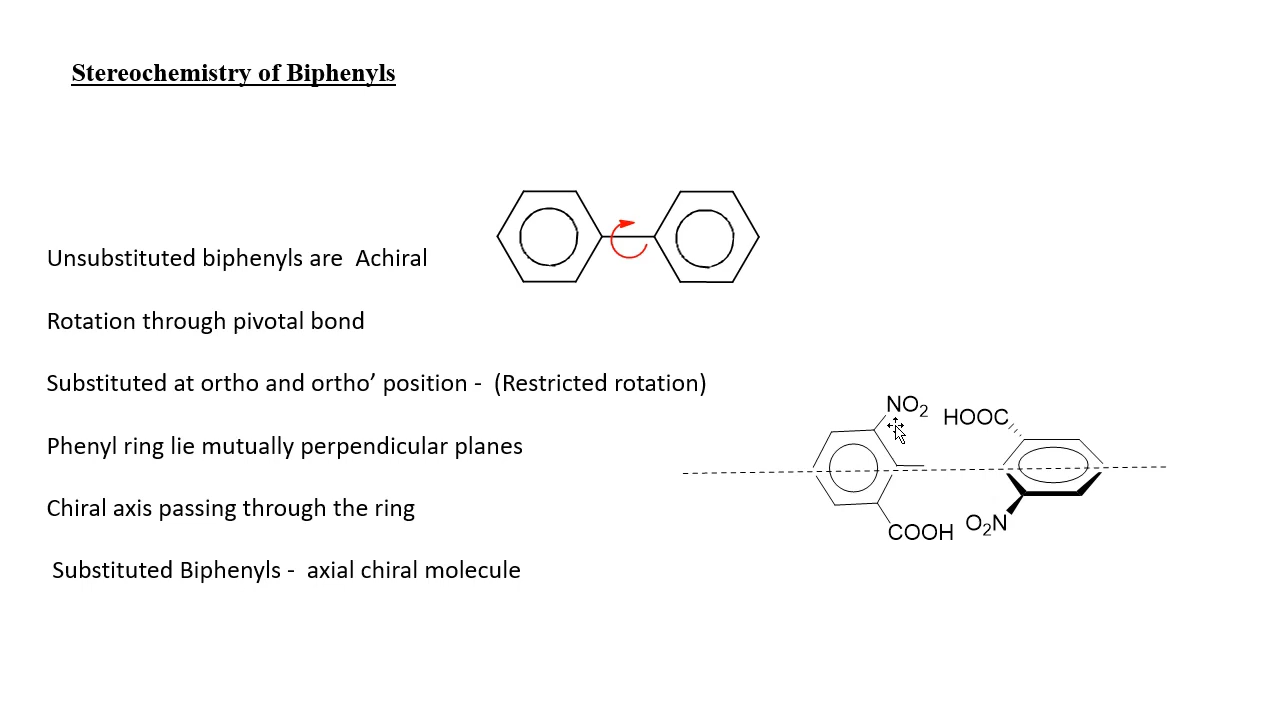 Stereochemistry of Biphenyls
Unsubstituted biphenyls are  Achiral
Rotation through pivotal bond
Substituted at ortho and ortho’ position -  (Restricted rotation)
Phenyl ring lie mutually perpendicular planes
Chiral axis passing through the ring
Substituted Biphenyls -  axial chiral molecule
NO2
HOOC
COOH
O2N